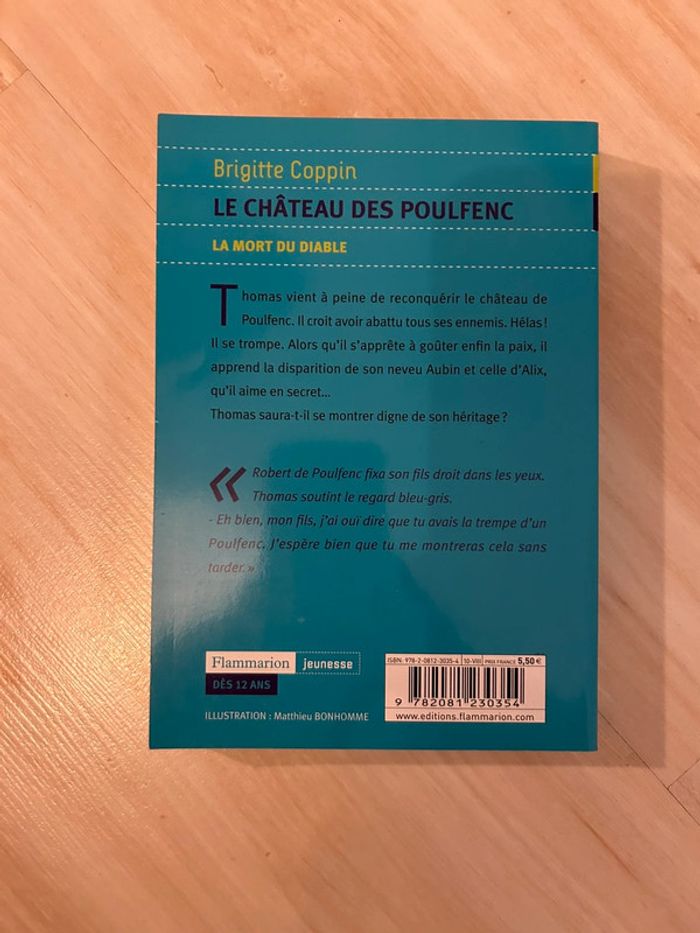 Brigitte Coppin
LE CHÂTEAU DES POULFENC
LA MORT DU DIABLE
Thomas vient à peine de reconquérir le château de
Poulfenc. Il croit avoir abattu tous ses ennemis. Hélas!
Il se trompe. Alors qu'il s'apprête à goûter enfin la paix, il
apprend la disparition de son neveu Aubin et celle d'Alix,
qu'il aime en secret...
Thomas saura-t-il se montrer digne de son héritage ?
« Robert de Poulfenc fixa son fils droit dans les yeux.
Thomas soutint le regard bleu-gris.
- Eh bien, mon fils, j'ai ouï dire que tu avais la trempe d'un
Poulfenc. J'espère bien que tu me montreras cela sans
tarder. »
Flammarion jeunesse
DÈS 12 ANS
ILLUSTRATION : Matthieu BONHOMME
ISBN: 978-2-0812-3035-4 10-VIII PRIX FRANCE 5,50 €
9 782081 230354
www.editions.flammarion.com